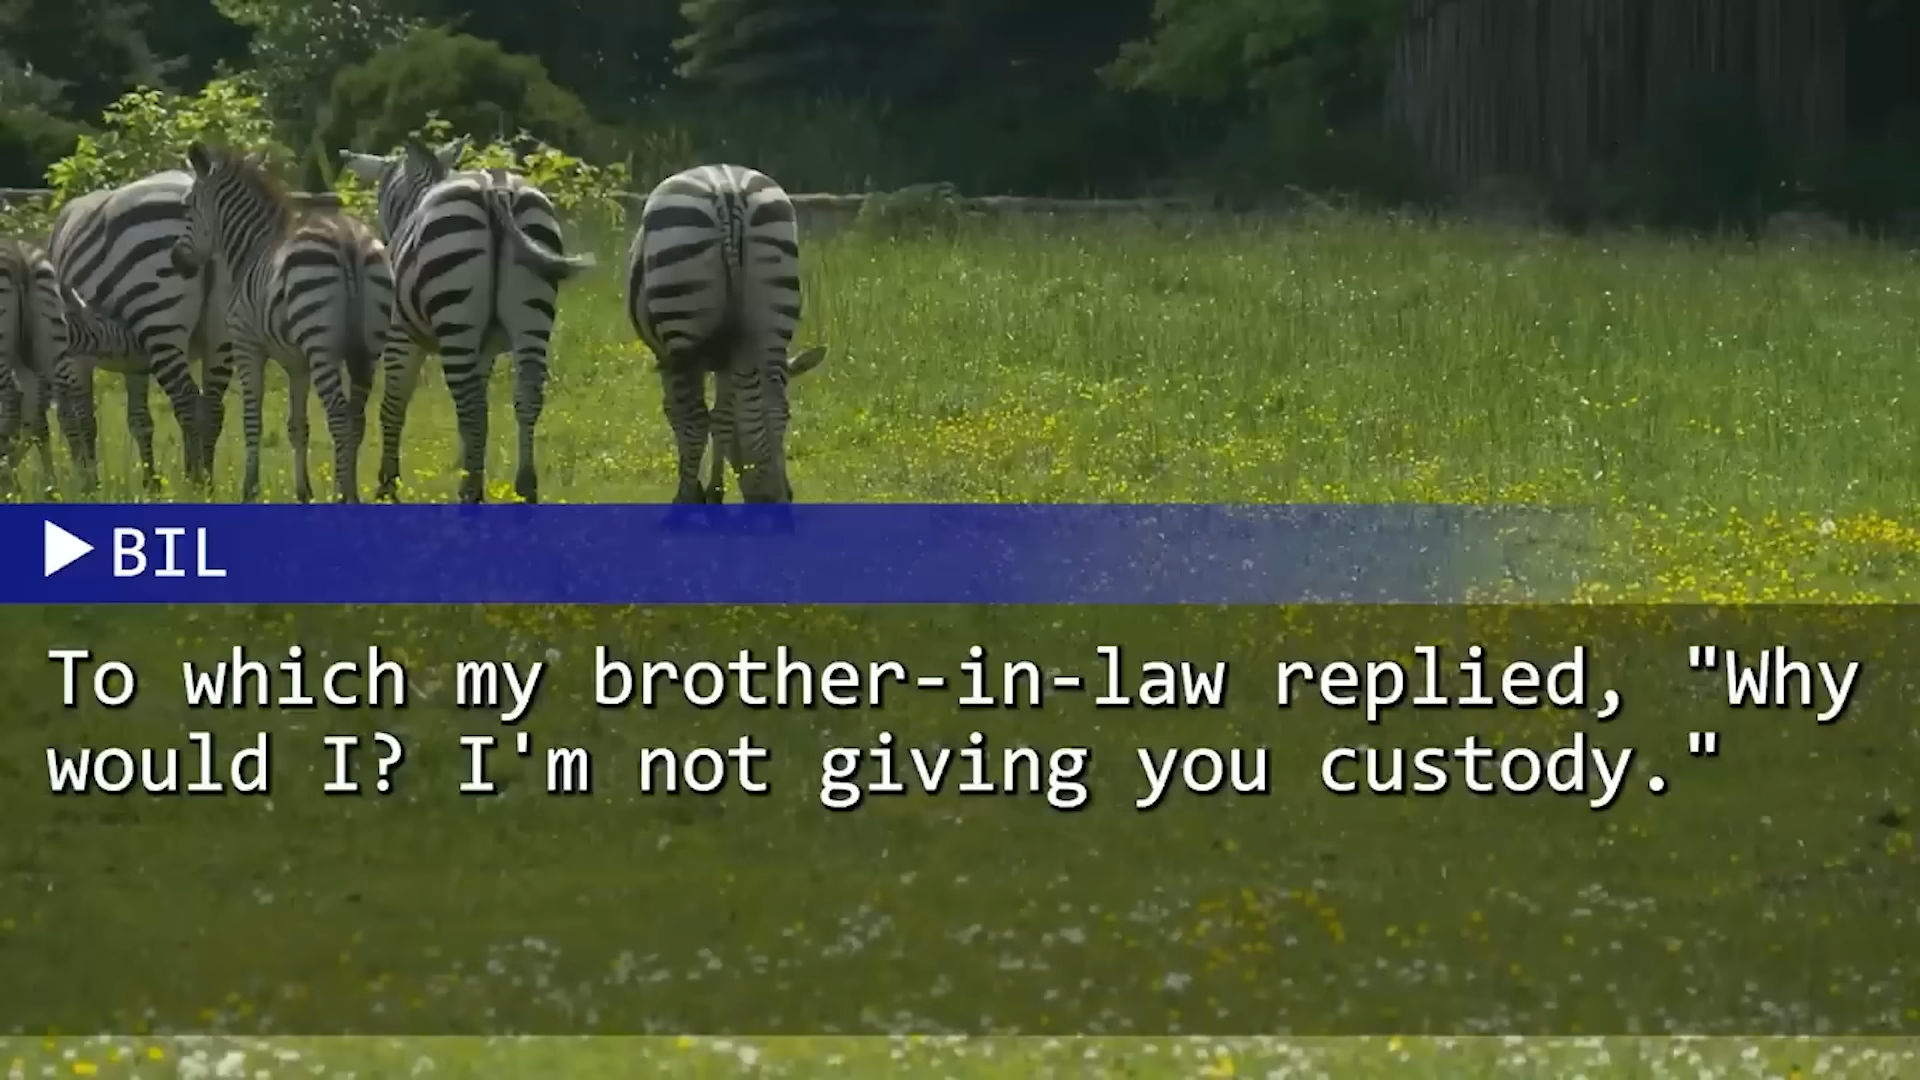 BIL
To which my brother-in-law replied, "Why
would I? I'm not giving you custody."